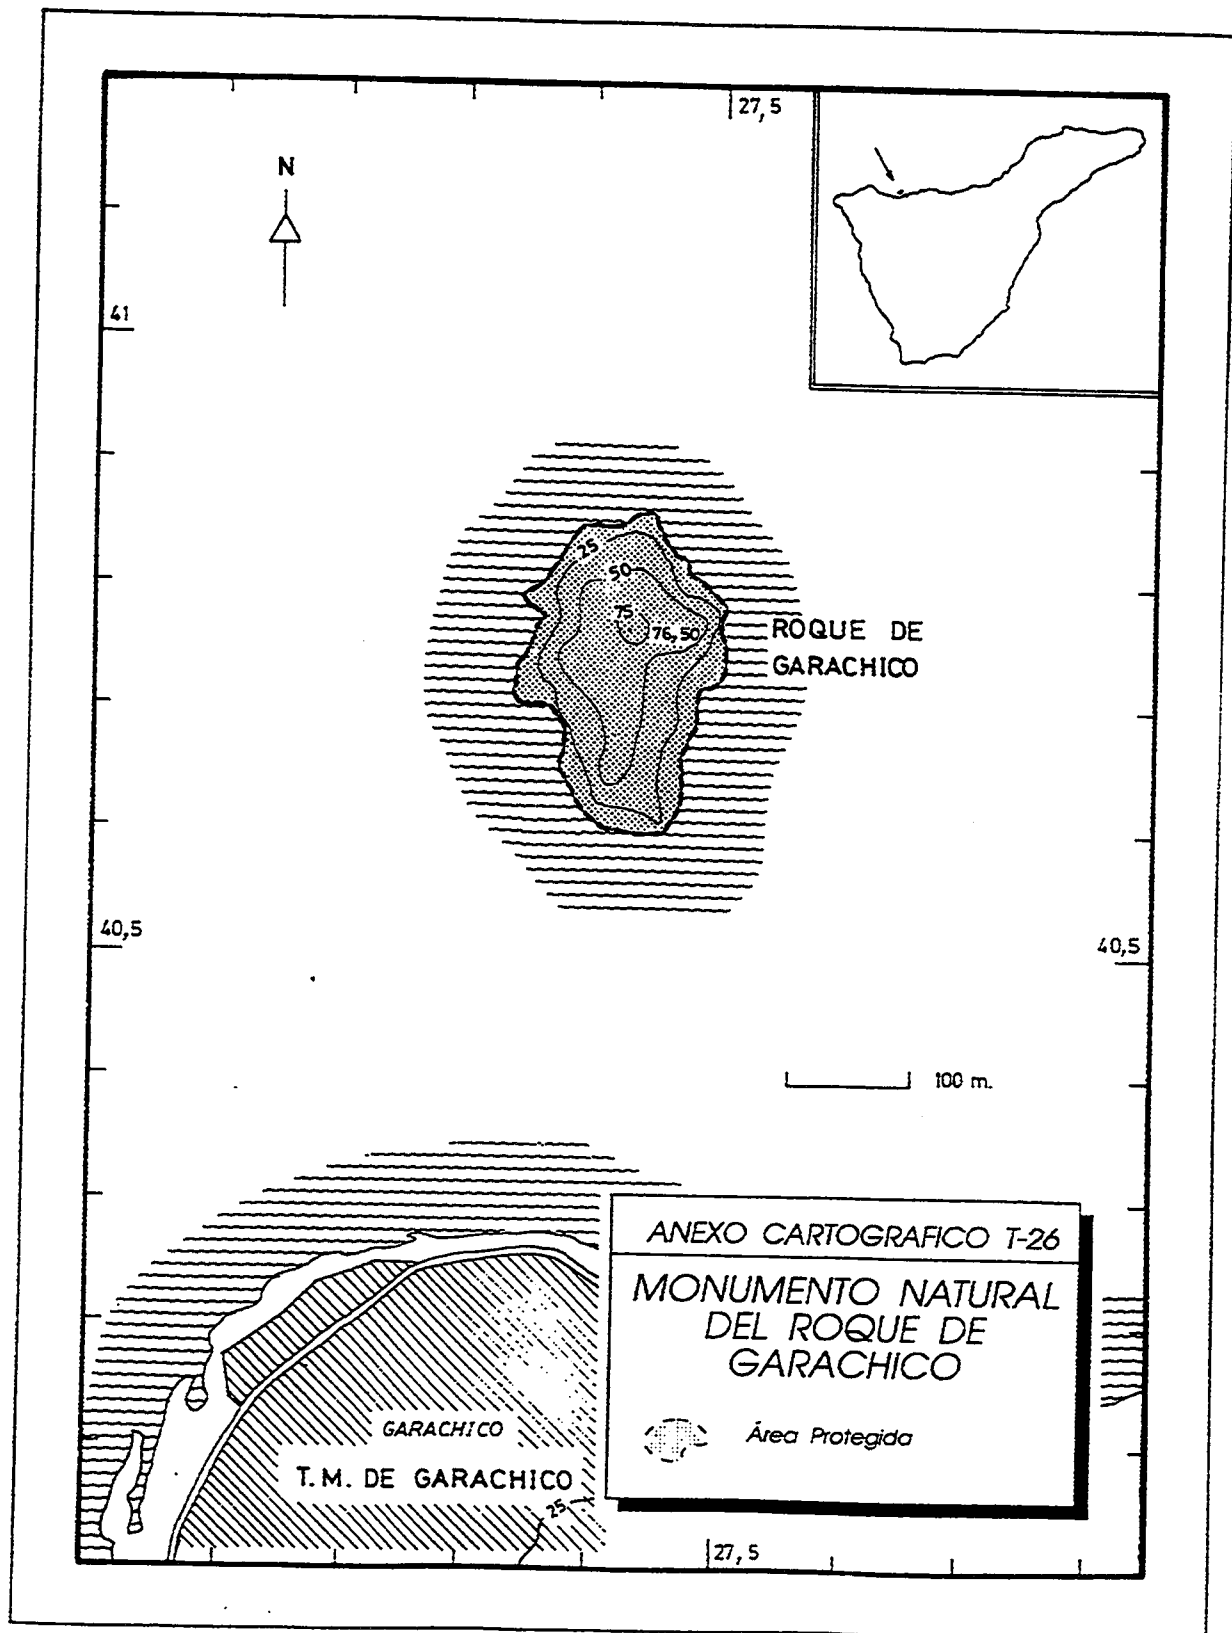 27,5
N
41
25
50
75
76,50
ROQUE DE
GARACHICO
40,5
40,5
100 m.
ANEXO CARTOGRAFICO T-26
MONUMENTO NATURAL
DEL ROQUE DE
GARACHICO
Área Protegida
GARACHICO
T.M. DE GARACHICO
25
27,5